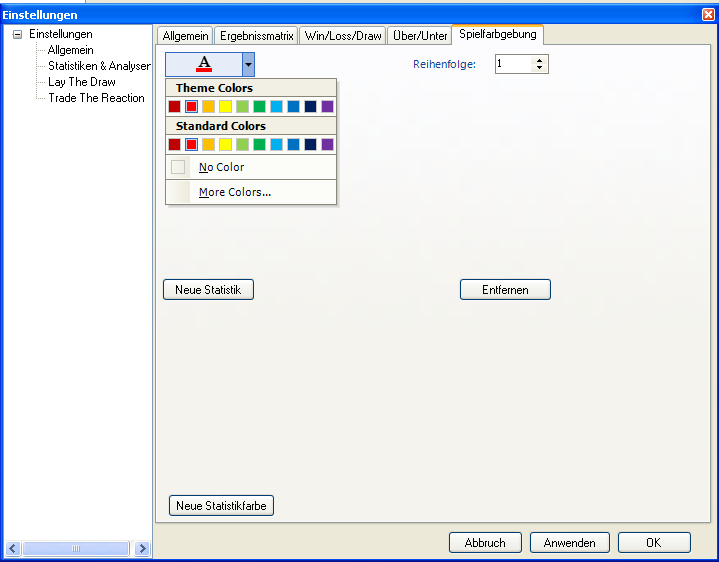 Einstellungen
Einstellungen
Allgemein
Statistiken & Analyser
Lay The Draw
Trade The Reaction
Allgemein Ergebnissmatrix Win/Loss/Draw Über/Unter Spielfarbgebung
A
Reihenfolge: 1
Theme Colors
Standard Colors
No Color
More Colors...
Neue Statistik Entfernen
Neue Statistikfarbe
Abbruch Anwenden OK